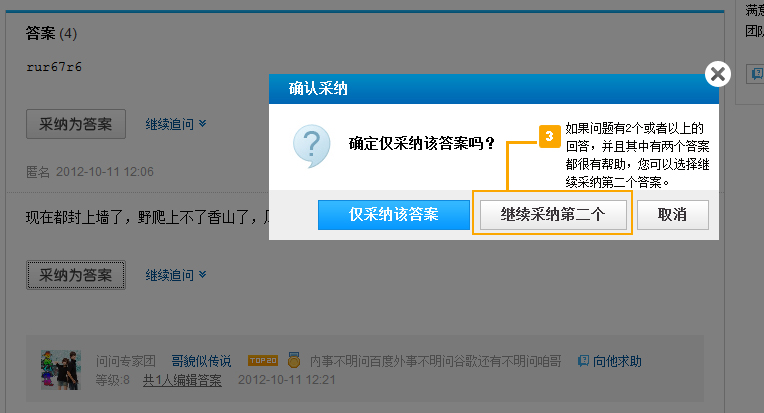 满意
团队
答案 (4)
rur67r6
采纳为答案 继续追问
匿名 2012-10-11 12:06
确认采纳
确定仅采纳该答案吗？
3
如果问题有2个或者以上的
回答，并且其中有两个答案
都很有帮助，您可以选择继
续采纳第二个答案。
仅采纳该答案 继续采纳第二个 取消
现在都封上墙了，野爬上不了香山了，
采纳为答案 继续追问
问问专家团 哥貌似传说 TOP20 内事不明问百度外事不明问谷歌还有不明问咱哥 向他求助
等级:8 共1人编辑答案 2012-10-11 12:21